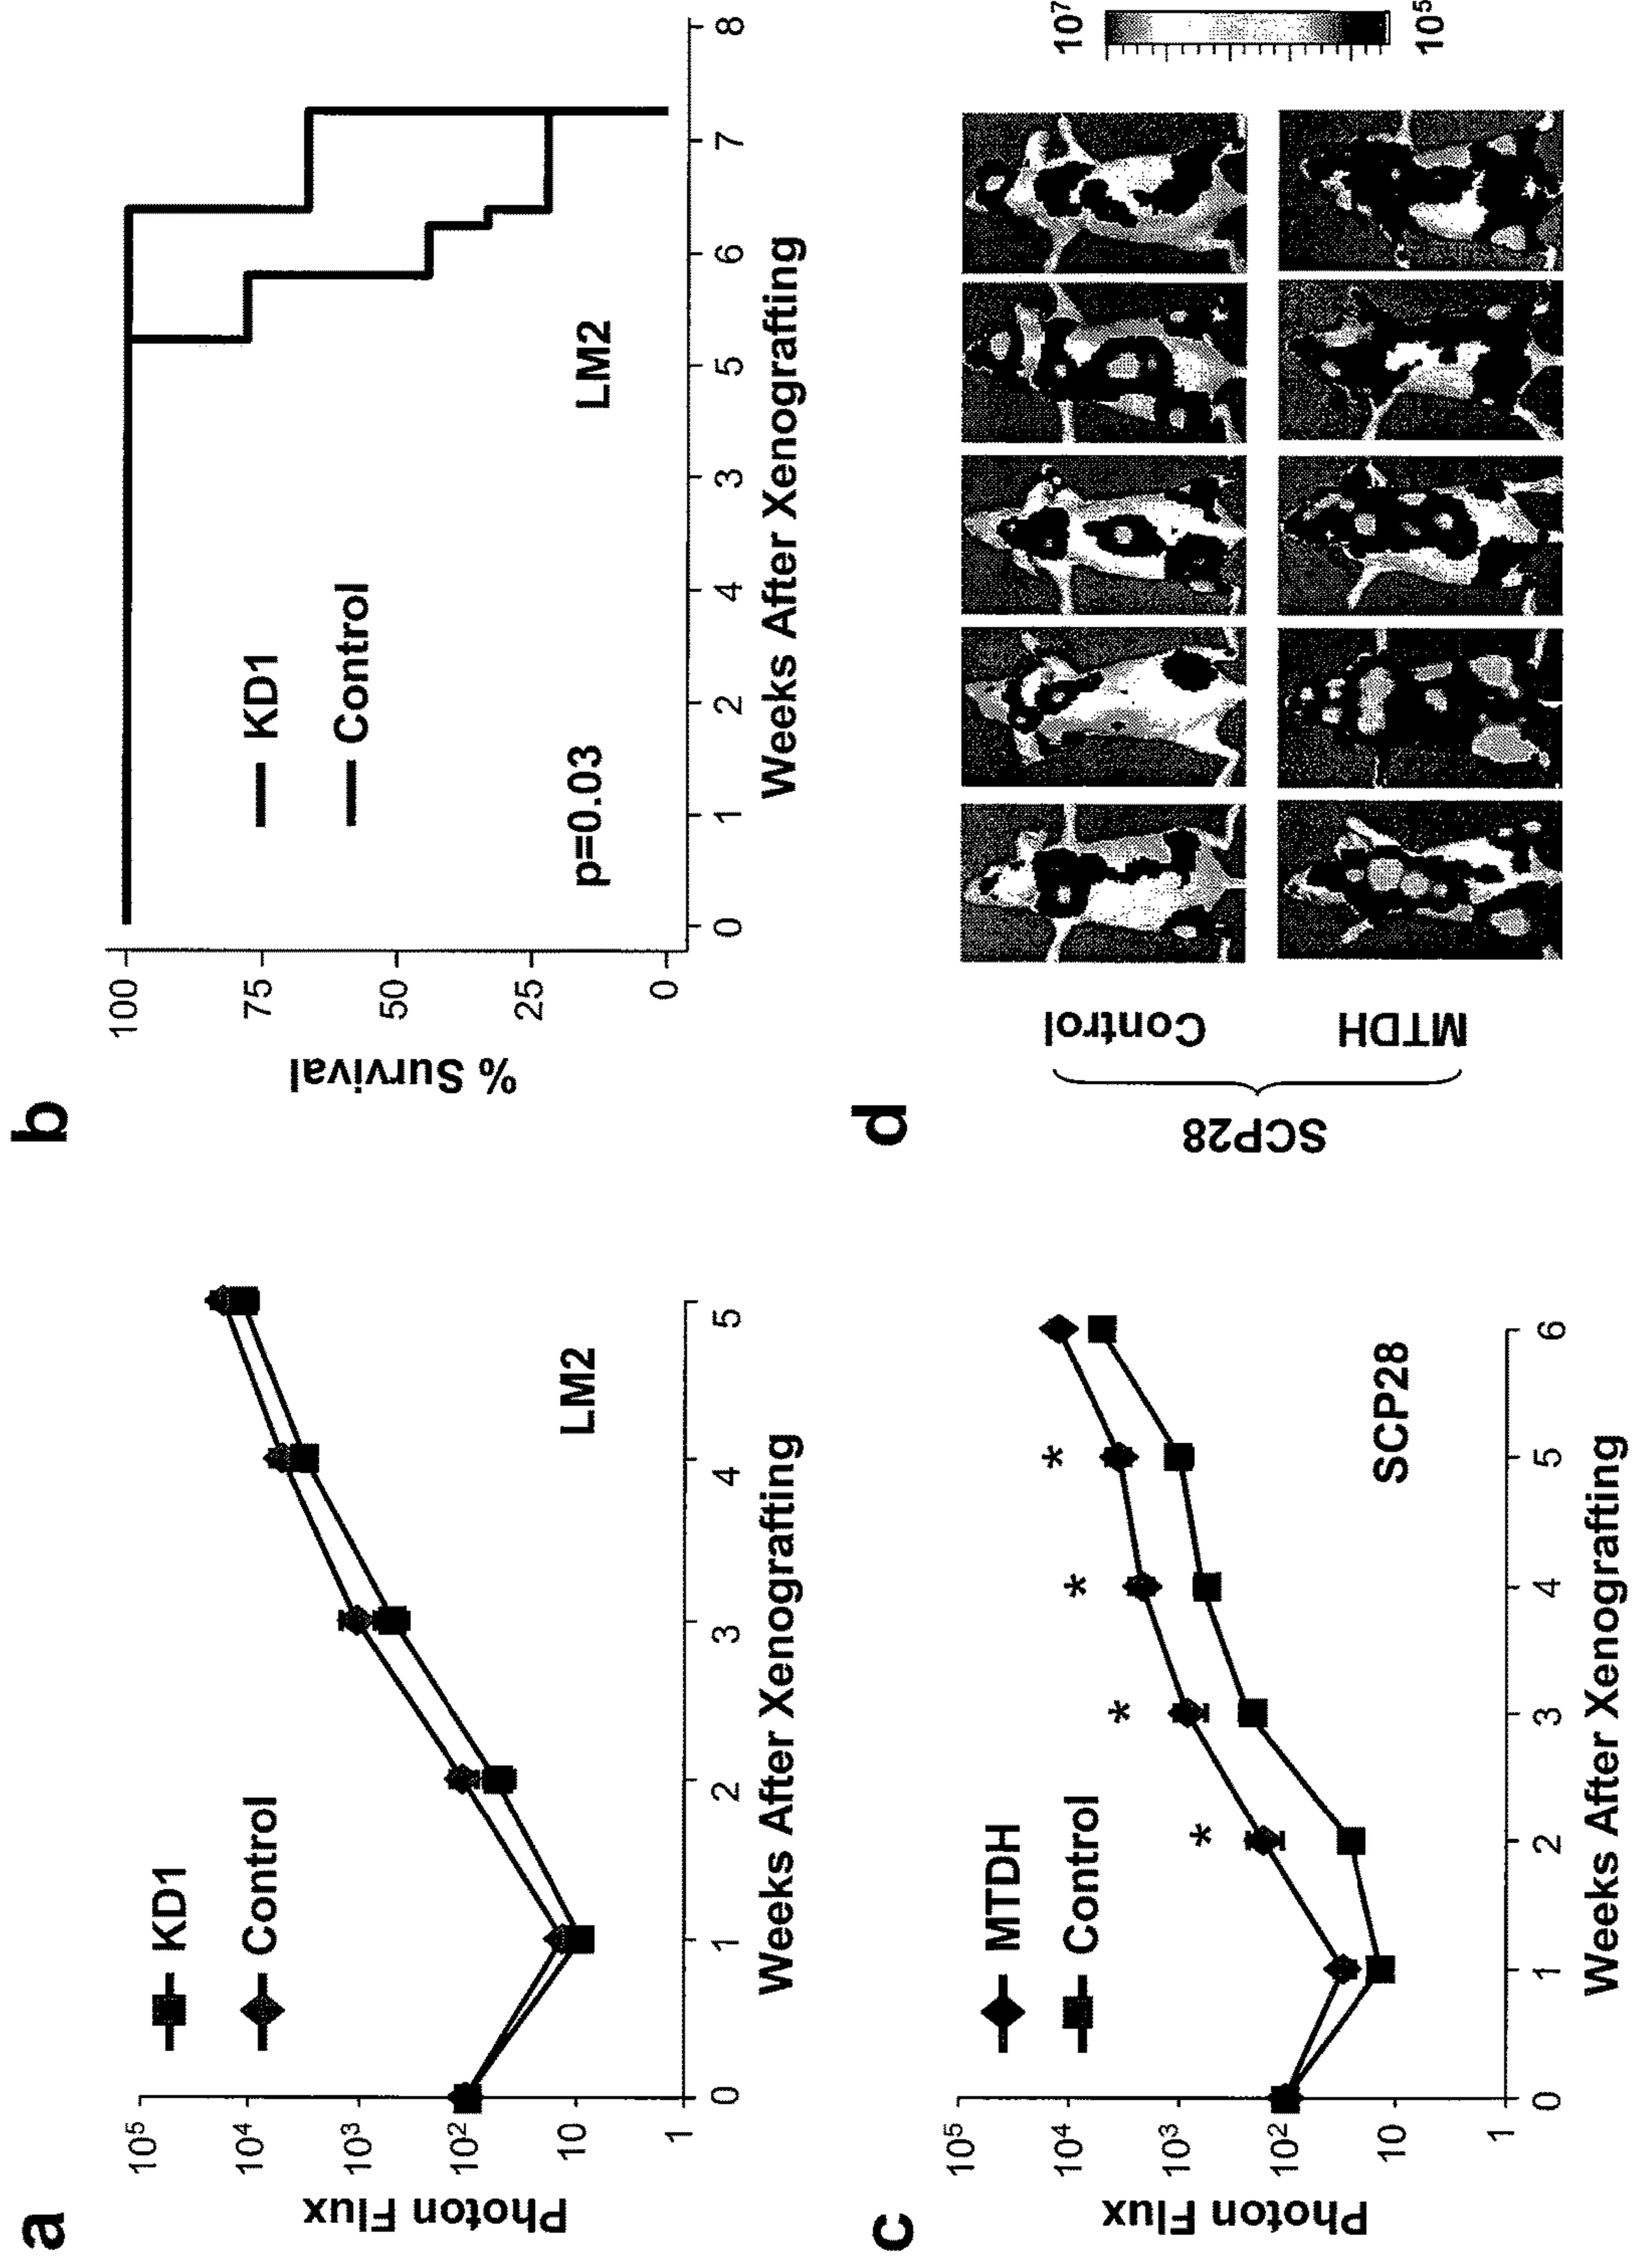 a
10⁵
10⁴
10³
10²
10
1
Photon Flux
KD1
Control
LM2
0 1 2 3 4 5
Weeks After Xenografting
b
100
75
50
25
0
% Survival
KD1
Control
p=0.03
LM2
0 1 2 4 3 5 6 7 8
Weeks After Xenografting
c
10⁵
10⁴
10³
10²
10
1
Photon Flux
MTDH
Control
* * * *
SCP28
0 1 2 3 4 5 6
Weeks After Xenografting
d
SCP28
Control
MTDH
10⁷
10⁵